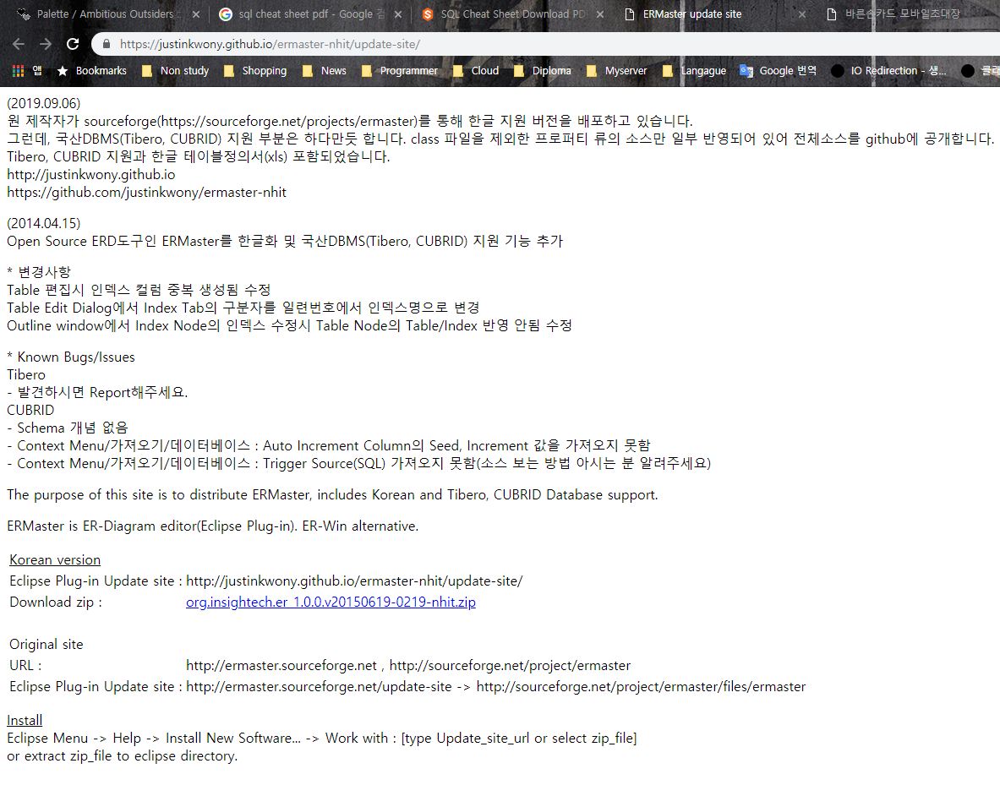 Palette / Ambitious Outsiders
sql cheat sheet pdf - Google
SQL Cheat Sheet Download PD
ERMaster update site
바른손카드 모바일초대장
https://justinkwony.github.io/ermaster-nhit/update-site/
앱
Bookmarks
Non study
Shopping
News
Programmer
Cloud
Diploma
Myserver
Langague
Google 번역
IO Redirection - 생...
(2019.09.06)
원 제작자가 sourceforge(https://sourceforge.net/projects/ermaster)를 통해 한글 지원 버전을 배포하고 있습니다.
그런데, 국산DBMS(Tibero, CUBRID) 지원 부분은 하다만듯 합니다. class 파일을 제외한 프로퍼티 류의 소스만 일부 반영되어 있어 전체소스를 github에 공개합니다.
Tibero, CUBRID 지원과 한글 테이블정의서(xls) 포함되었습니다.
http://justinkwony.github.io
https://github.com/justinkwony/ermaster-nhit
(2014.04.15)
Open Source ERD도구인 ERMaster를 한글화 및 국산DBMS(Tibero, CUBRID) 지원 기능 추가
* 변경사항
Table 편집시 인덱스 컬럼 중복 생성됨 수정
Table Edit Dialog에서 Index Tab의 구분자를 일련번호에서 인덱스명으로 변경
Outline window에서 Index Node의 인덱스 수정시 Table Node의 Table/Index 반영 안됨 수정
* Known Bugs/Issues
Tibero
- 발견하시면 Report해주세요.
CUBRID
- Schema 개념 없음
- Context Menu/가져오기/데이터베이스 : Auto Increment Column의 Seed, Increment 값을 가져오지 못함
- Context Menu/가져오기/데이터베이스 : Trigger Source(SQL) 가져오지 못함(소스 보는 방법 아시는 분 알려주세요)
The purpose of this site is to distribute ERMaster, includes Korean and Tibero, CUBRID Database support.
ERMaster is ER-Diagram editor(Eclipse Plug-in). ER-Win alternative.
Korean version
Eclipse Plug-in Update site : http://justinkwony.github.io/ermaster-nhit/update-site/
Download zip : org.insightech.er_1.0.0.v20150619-0219-nhit.zip
Original site
URL : http://ermaster.sourceforge.net , http://sourceforge.net/project/ermaster
Eclipse Plug-in Update site : http://ermaster.sourceforge.net/update-site -> http://sourceforge.net/project/ermaster/files/ermaster
Install
Eclipse Menu -> Help -> Install New Software... -> Work with : [type Update_site_url or select zip_file]
or extract zip_file to eclipse directory.